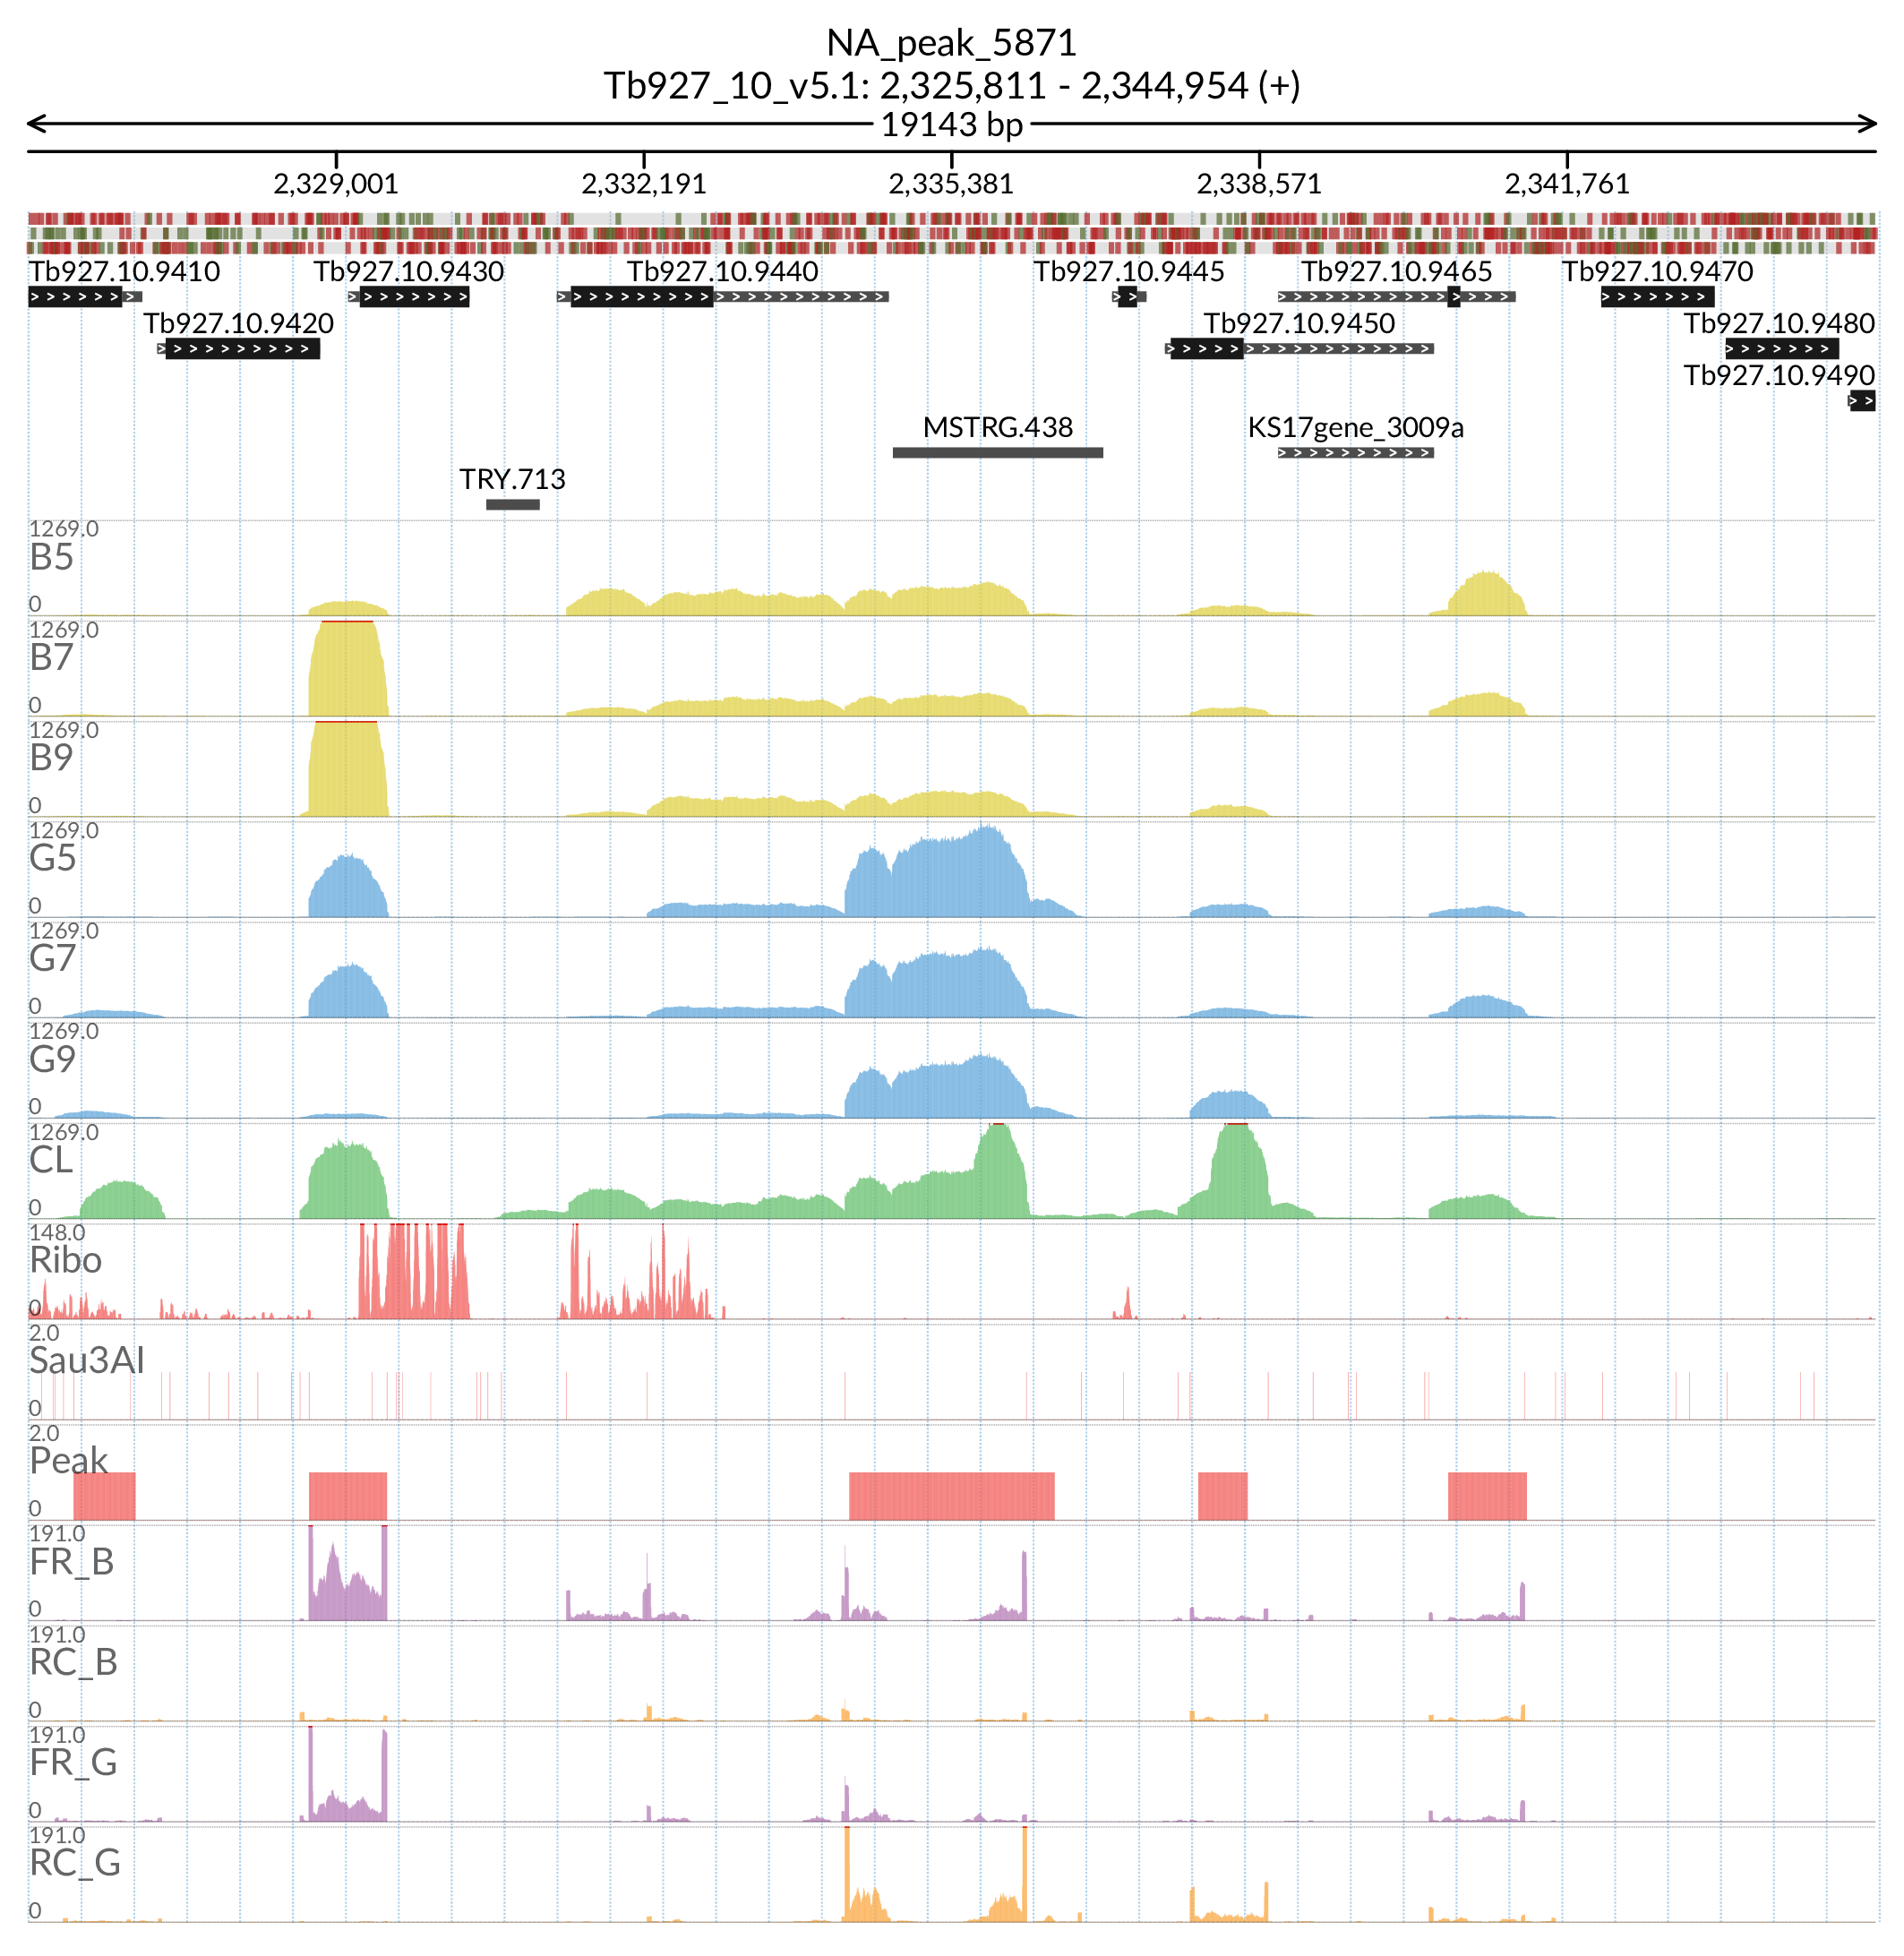 NA_peak_5871
Tb927_10_v5.1: 2,325,811 - 2,344,954 (+)
19143 bp
2,329,001 2,332,191 2,335,381 2,338,571 2,341,761
Tb927.10.9410 Tb927.10.9430 Tb927.10.9440 Tb927.10.9445 Tb927.10.9465 Tb927.10.9470
Tb927.10.9420 Tb927.10.9450 Tb927.10.9480
Tb927.10.9490
MSTRG.438 KS17gene_3009a
TRY.713
1269.0
B5
0
1269.0
B7
0
1269.0
B9
0
1269.0
G5
0
1269.0
G7
0
1269.0
G9
0
1269.0
CL
0
148.0
Ribo
0
2.0
Sau3AI
0
2.0
Peak
0
191.0
FR_B
0
191.0
RC_B
0
191.0
FR_G
0
191.0
RC_G
0